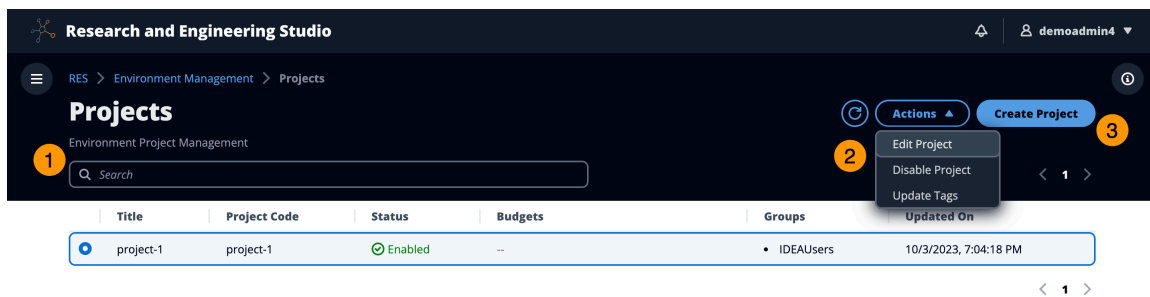 Research and Engineering Studio
demoadmin4
RES > Environment Management > Projects
Projects
Actions
Create Project
3
Environment Project Management
Edit Project
2
1
Search
Disable Project
< 1 >
Update Tags
Title Project Code Status Budgets Groups Updated On
project-1 project-1 Enabled -- • IDEAUsers 10/3/2023, 7:04:18 PM
< 1 >